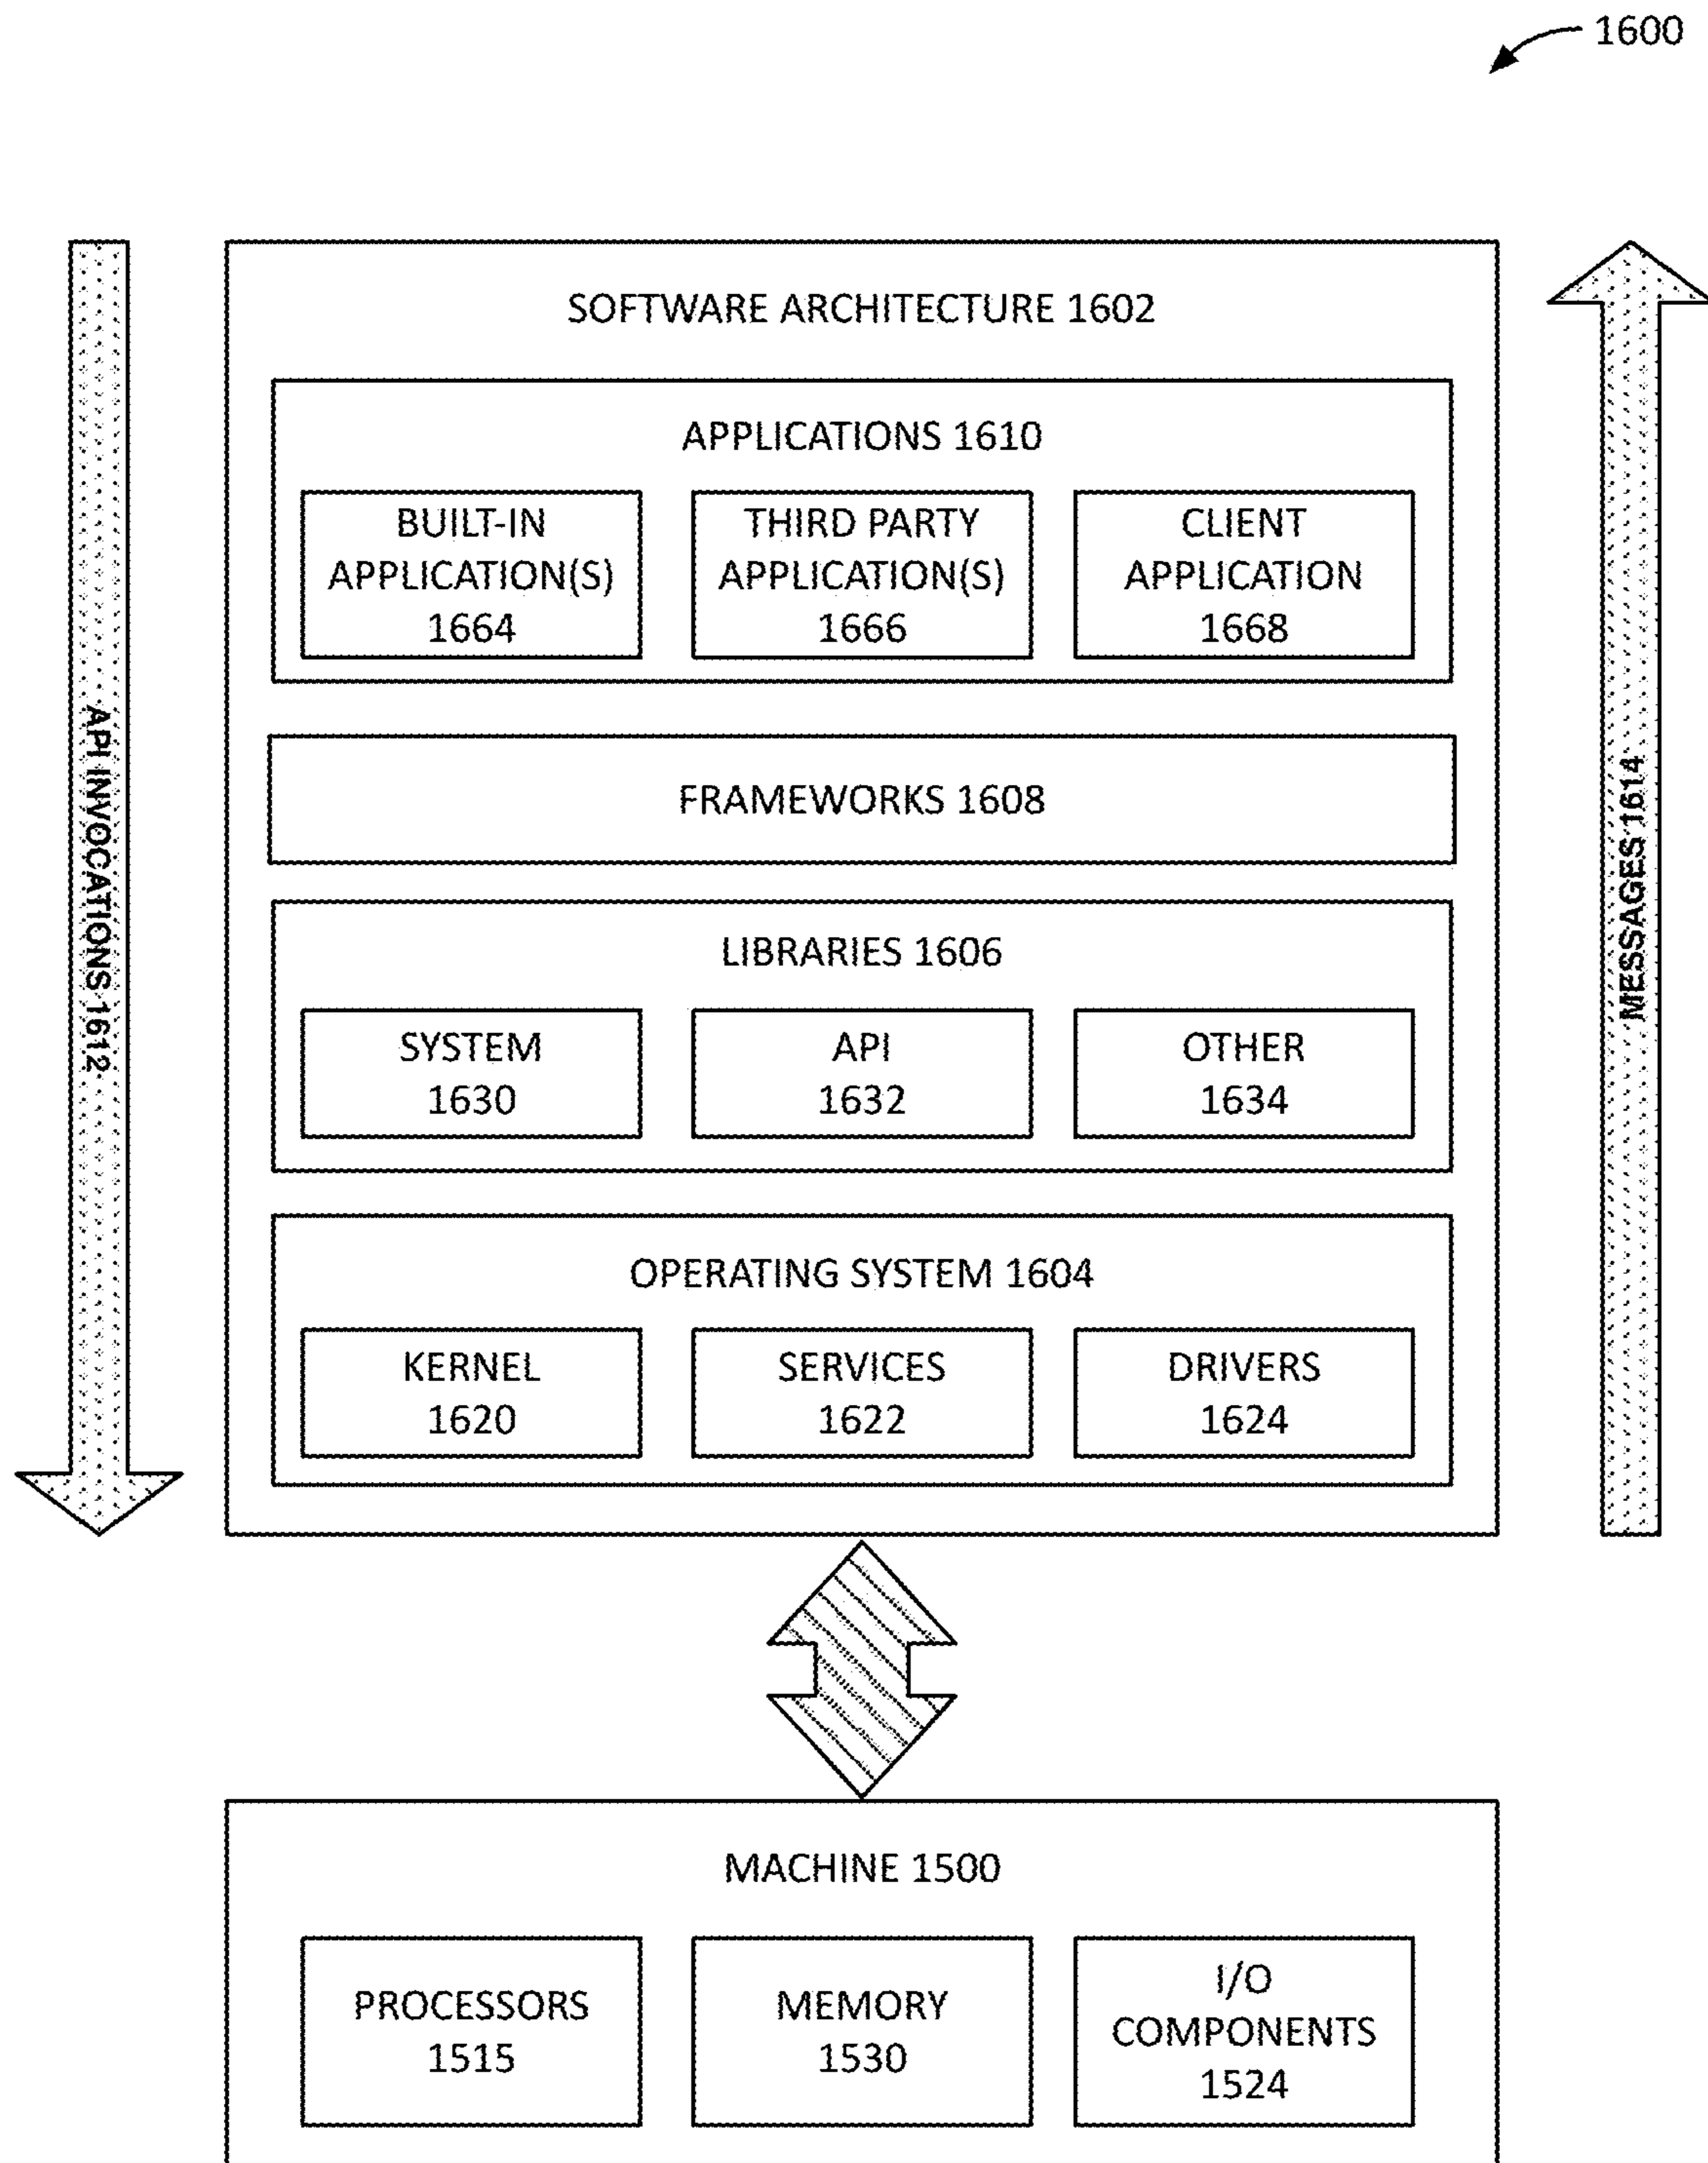 1600
SOFTWARE ARCHITECTURE 1602
APPLICATIONS 1610
BUILT-IN
APPLICATION(S)
1664
THIRD PARTY
APPLICATION(S)
1666
CLIENT
APPLICATION
1668
API INVOCATIONS 1612
FRAMEWORKS 1608
MESSAGES 1614
LIBRARIES 1606
SYSTEM
1630
API
1632
OTHER
1634
OPERATING SYSTEM 1604
KERNEL
1620
SERVICES
1622
DRIVERS
1624
MACHINE 1500
PROCESSORS
1515
MEMORY
1530
I/O
COMPONENTS
1524